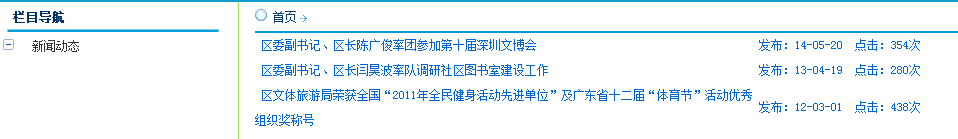 栏目导航
新闻动态
首页
区委副书记、区长陈广俊率团参加第十届深圳文博会 发布：14-05-20 点击：354次
区委副书记、区长闫昊波率队调研社区图书室建设工作 发布：13-04-19 点击：280次
区文体旅游局荣获全国“2011年全民健身活动先进单位”及广东省十二届“体育节”活动优秀
组织奖称号 发布：12-03-01 点击：438次